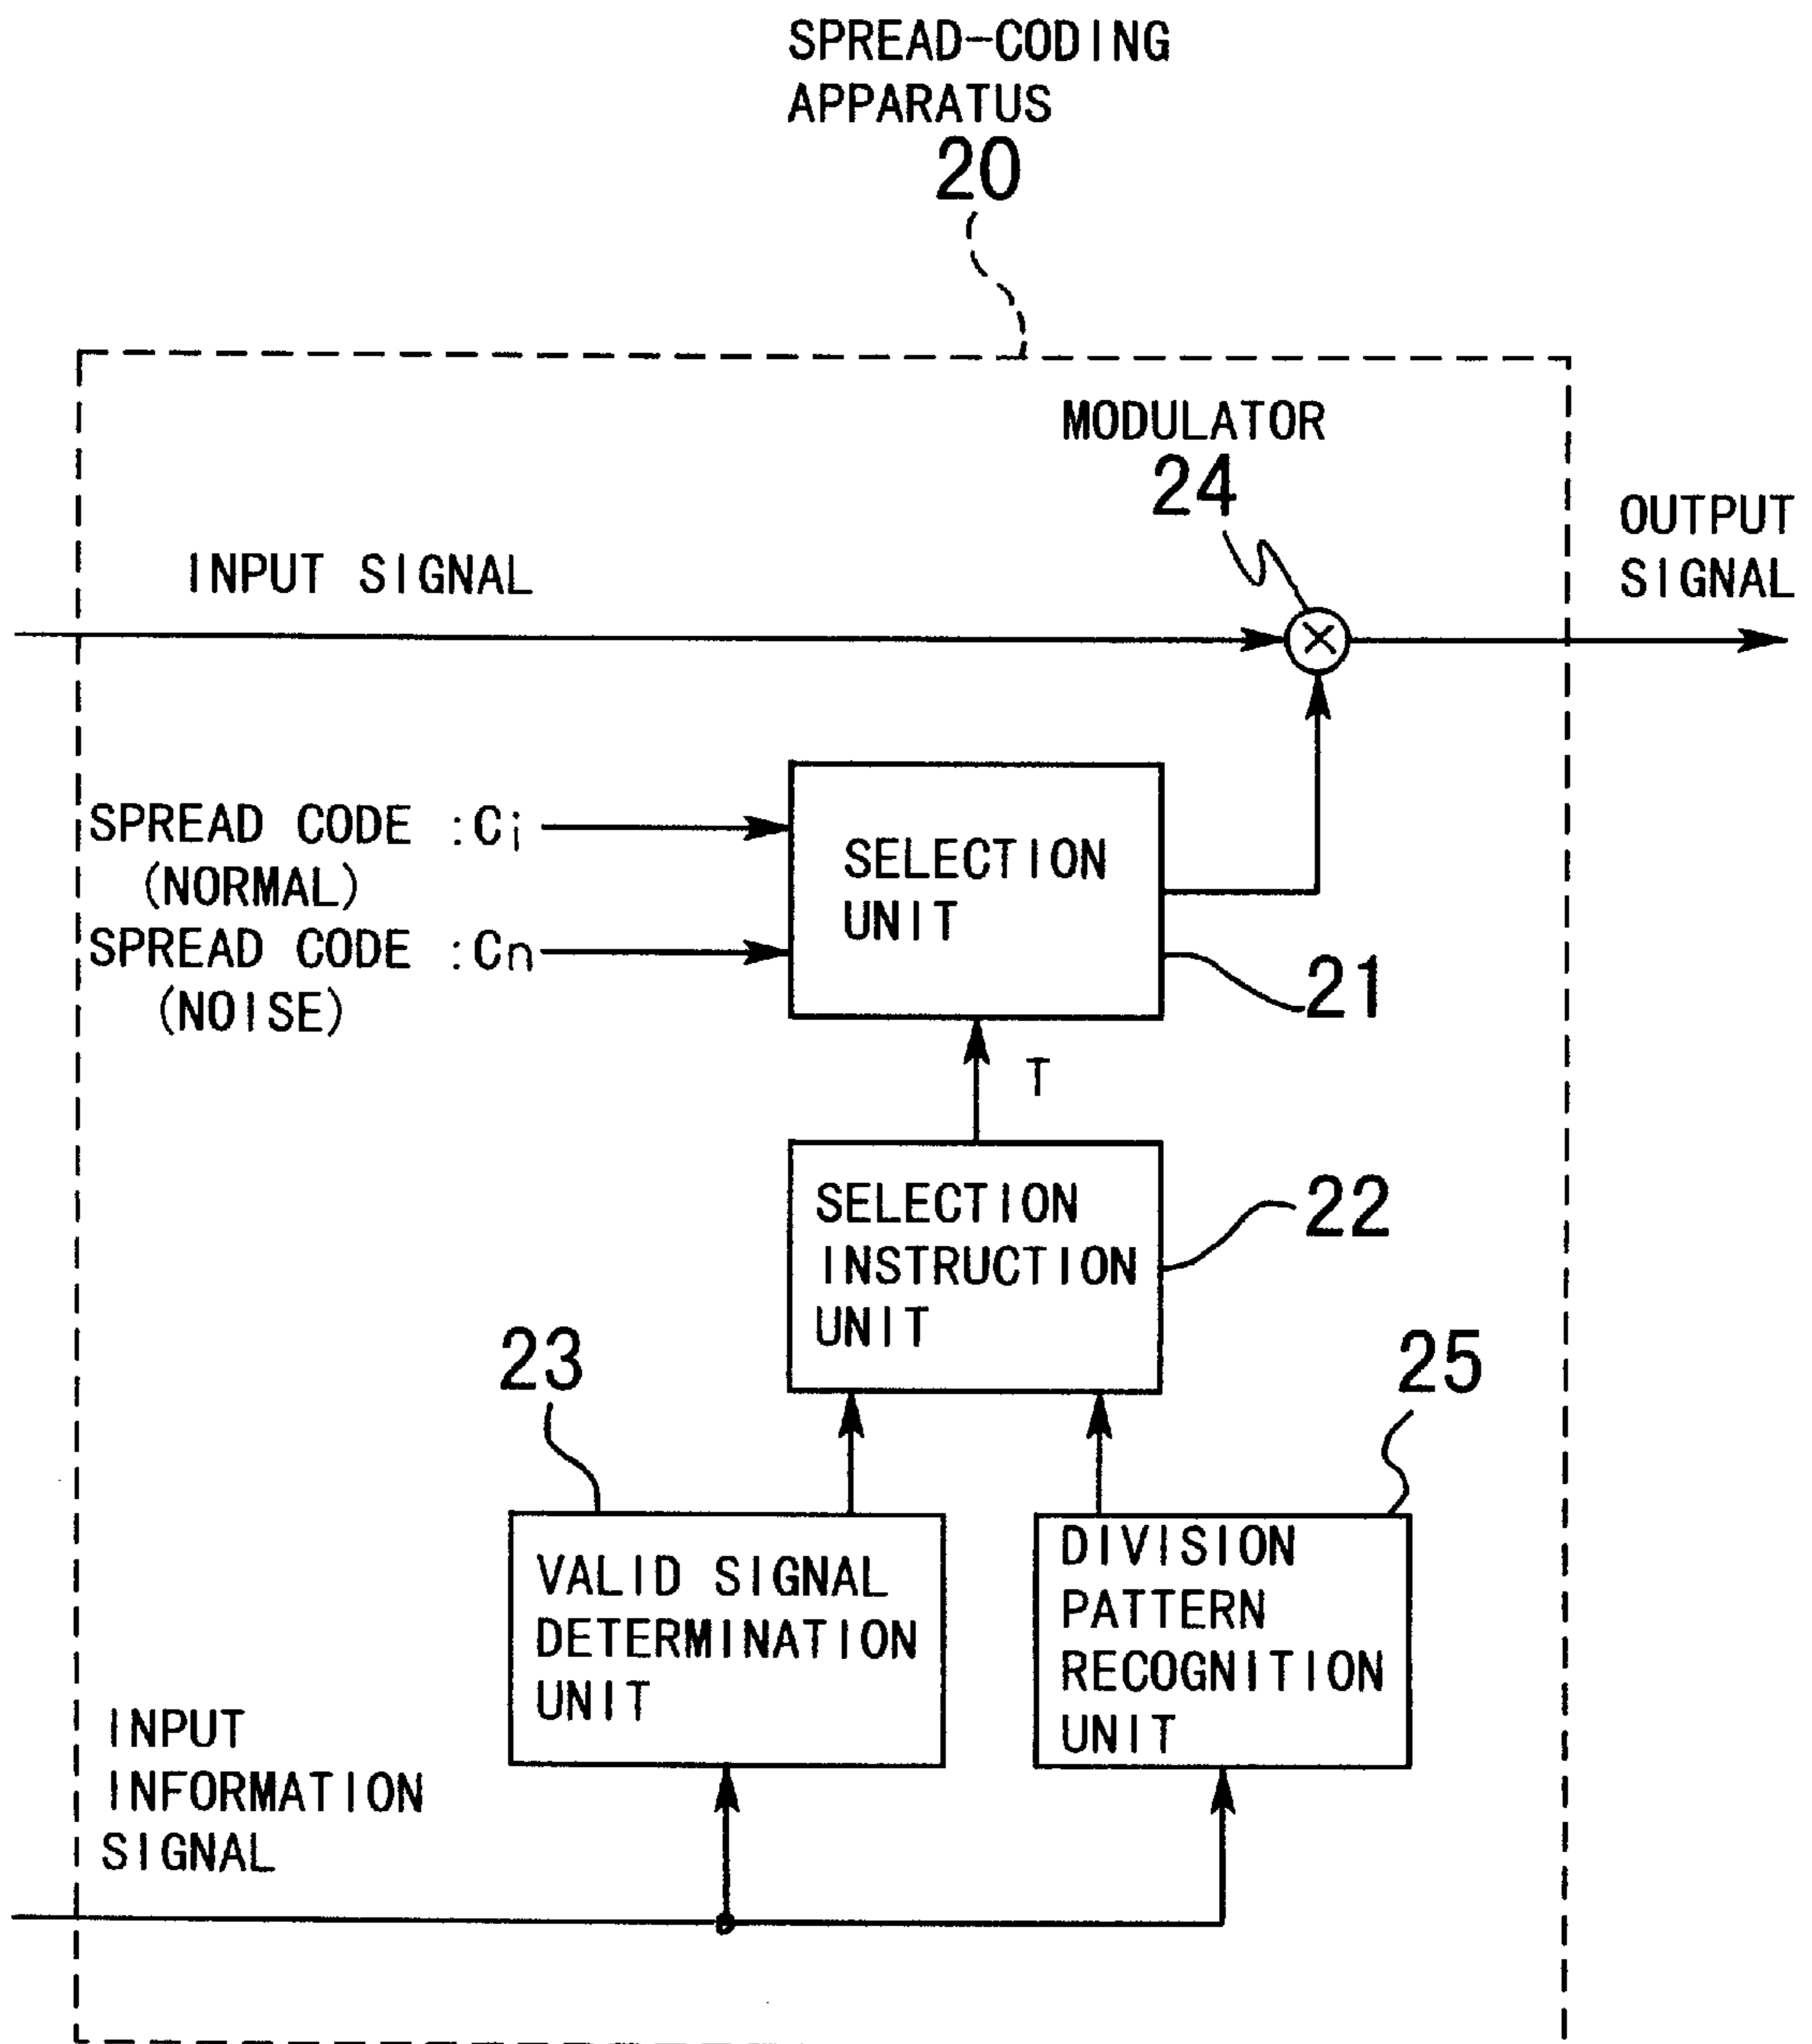 SPREAD-CODING
APPARATUS
20
MODULATOR
24
OUTPUT
SIGNAL
INPUT SIGNAL
SPREAD CODE :Ci
(NORMAL)
SPREAD CODE :Cn
(NOISE)
SELECTION
UNIT
21
T
SELECTION
INSTRUCTION
UNIT
22
23
25
VALID SIGNAL
DETERMINATION
UNIT
DIVISION
PATTERN
RECOGNITION
UNIT
INPUT
INFORMATION
SIGNAL